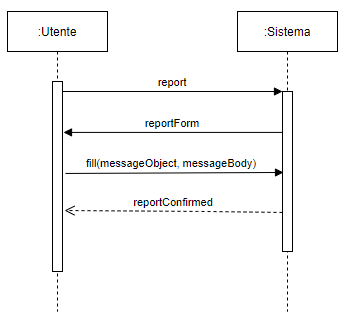 :Utente
:Sistema
report
reportForm
fill(messageObject, messageBody)
reportConfirmed